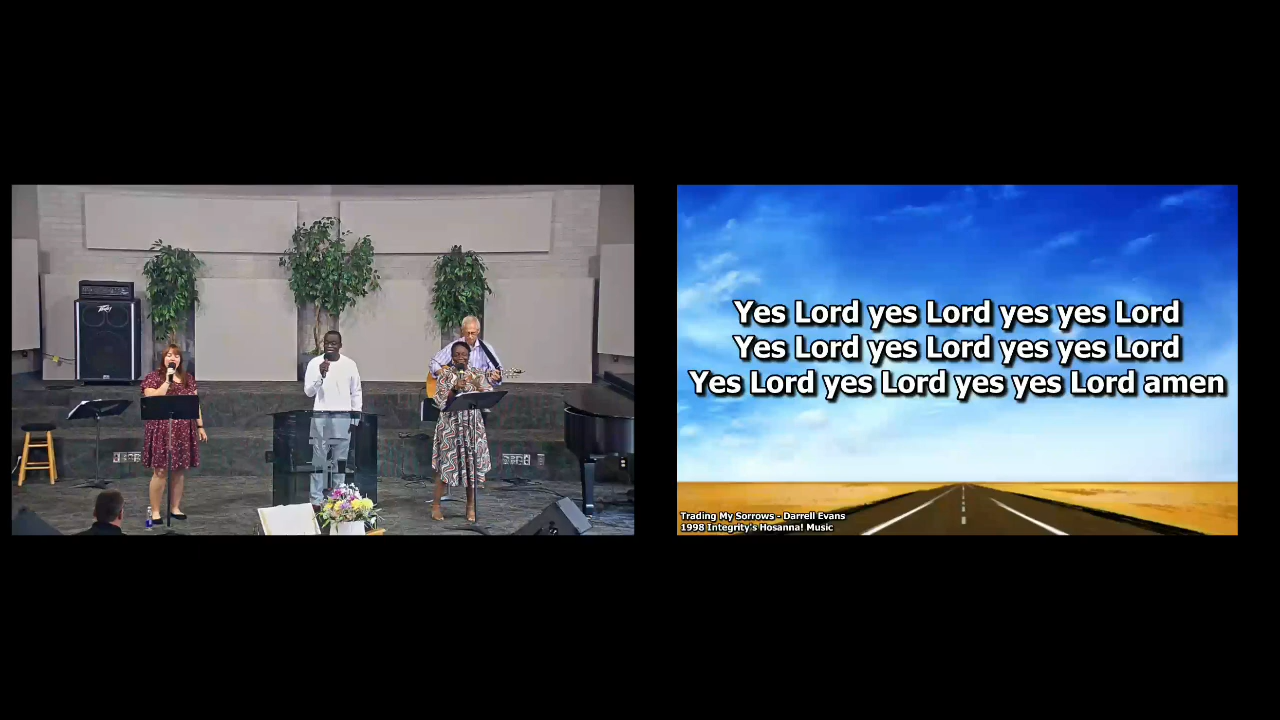 PEAVEY
Yes Lord yes Lord yes yes Lord
Yes Lord yes Lord yes yes Lord
Yes Lord yes Lord yes yes Lord amen
Trading My Sorrows - Darrell Evans
1998 Integrity's Hosanna! Music